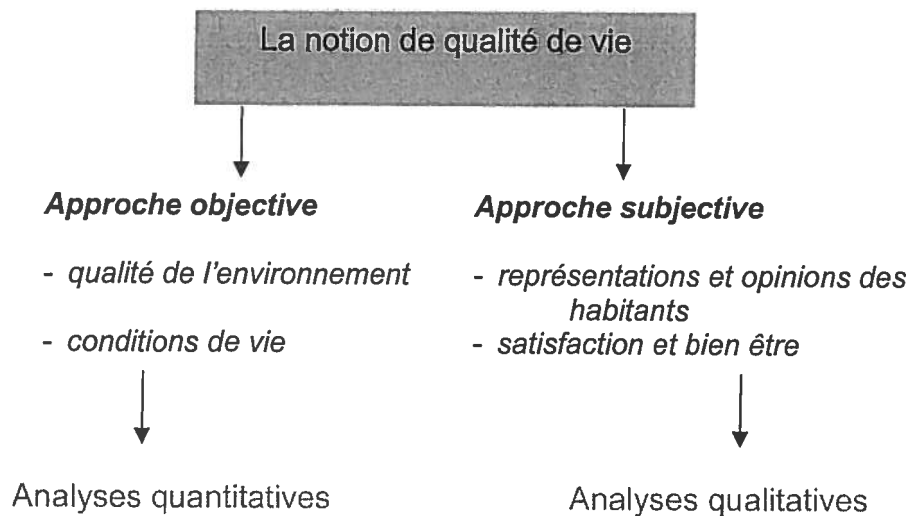 La notion de qualité de vie
Approche objective
- qualité de l'environnement
- conditions de vie
Analyses quantitatives
Approche subjective
- représentations et opinions des
habitants
- satisfaction et bien être
Analyses qualitatives